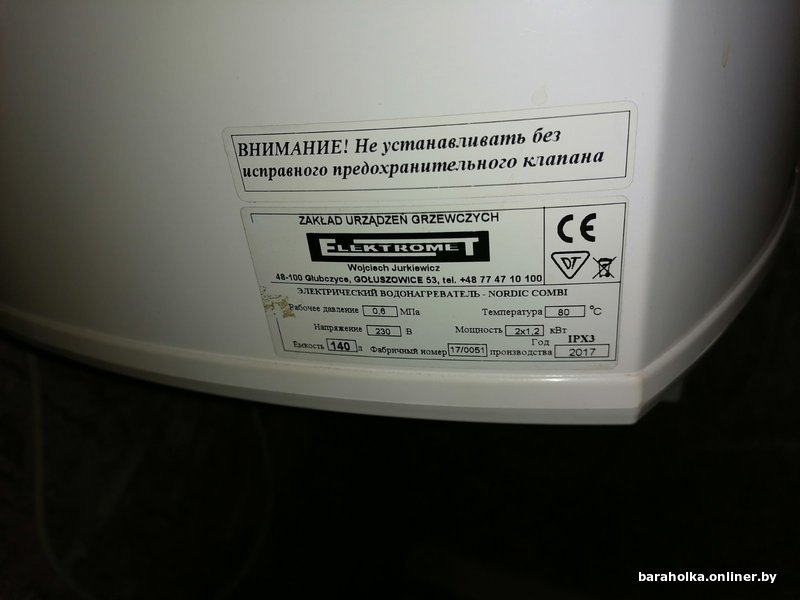 ВНИМАНИЕ! Не устанавливать без
исправного предохранительного клапана
ZAKŁAD URZĄDZEŃ GRZEWCZYCH
ELEKTROMET
Wojciech Jurkiewicz
48-100 Głubczyce, GOŁUSZOWICE 53, tel. +48 77 47 10 100
CE
DT
ЭЛЕКТРИЧЕСКИЙ ВОДОНАГРЕВАТЕЛЬ - NORDIC COMBI
Рабочее давление 0,6 МПа Температура 80 °C
Напряжение 230 В Мощность 2x1,2 кВт
Емкость 140 л Фабричный номер 17/0051 Год производства 2017
IPX3
baraholka.onliner.by